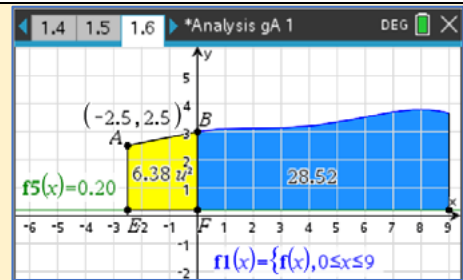 1.4 1.5 1.6 *Analysis gA 1 DEG
y
5
4
(-2.5,2.5) B
A 3
2
6.38 u² 28.52
f5(x)=0.20 1
x
-6 -5 -4 -3 E -2 -1 F 1 2 3 4 5 6 7 8 9
-1
f1(x)={f(x),0≤x≤9
-2